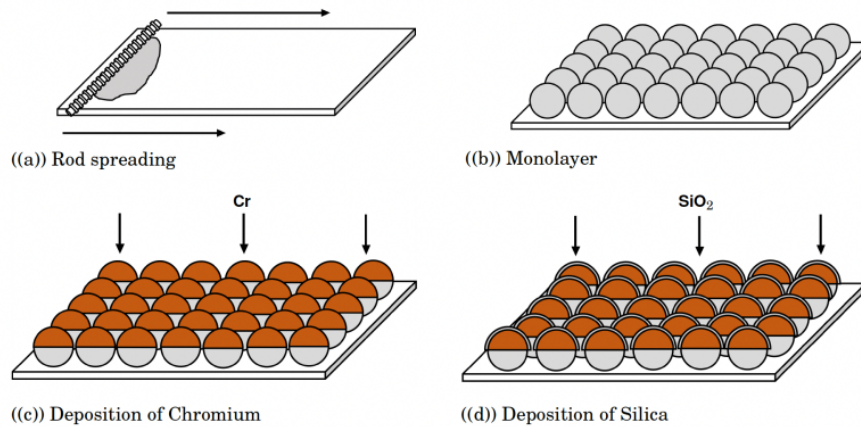 ((a)) Rod spreading
((b)) Monolayer
Cr
SiO₂
((c)) Deposition of Chromium
((d)) Deposition of Silica